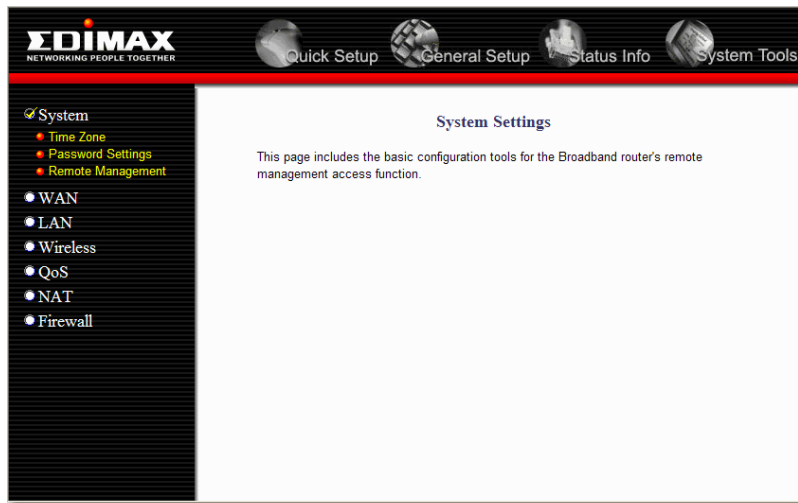 EDIMAX
NETWORKING PEOPLE TOGETHER
Quick Setup
General Setup
Status Info
System Tools
System
Time Zone
Password Settings
Remote Management
WAN
LAN
Wireless
QoS
NAT
Firewall
System Settings
This page includes the basic configuration tools for the Broadband router's remote
management access function.